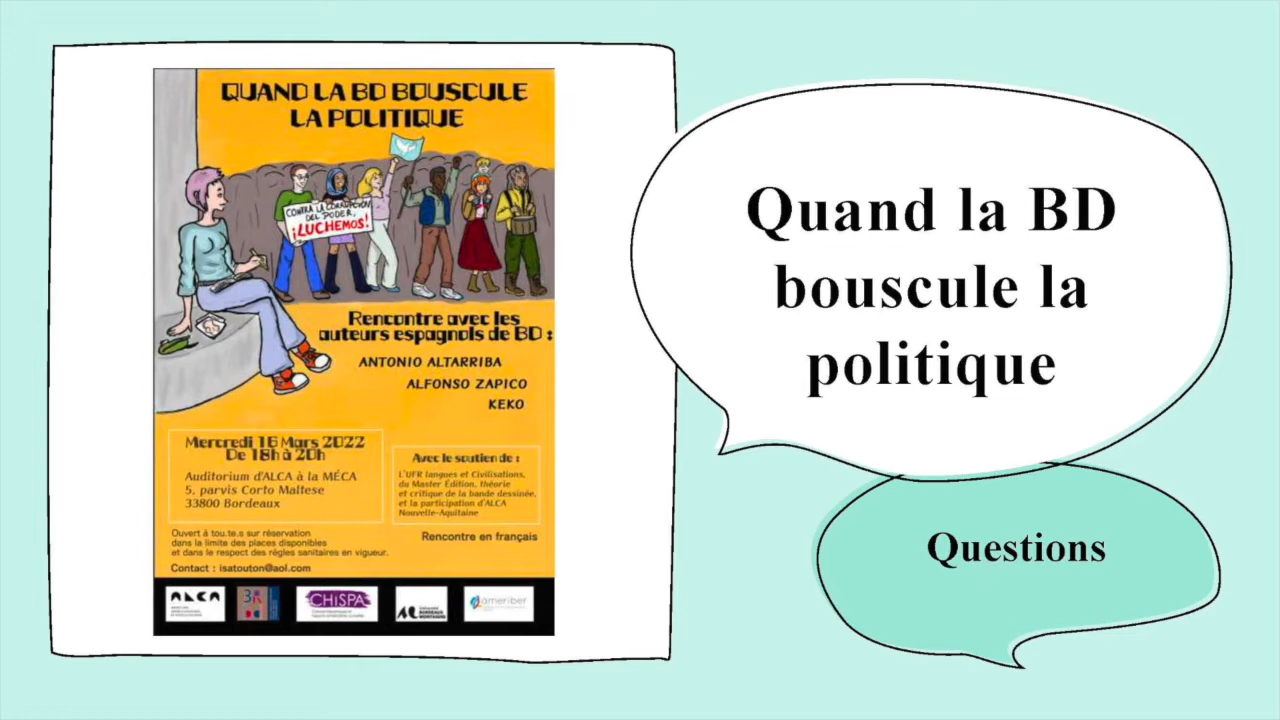 QUAND LA BD BOUSCULE
LA POLITIQUE
CONTRA LA CORRUPCIÓN
DEL PODER,
¡LUCHEMOS!
Rencontre avec les
auteurs espagnols de BD :
ANTONIO ALTARRIBA
ALFONSO ZAPICO
KEKO
Mercredi 16 Mars 2022
De 18h à 20h
Auditorium d'ALCA à la MÉCA
5, parvis Corto Maltese
33800 Bordeaux
Avec le soutien de :
L'UFR langues et Civilisations,
du Master Édition, théorie
et critique de la bande dessinée,
et la participation d'ALCA
Nouvelle-Aquitaine
Ouvert à tou.te.s sur réservation
dans la limite des places disponibles
et dans le respect des règles sanitaires en vigueur.
Rencontre en français
Contact : isatouton@aol.com
ALCA
CHISPA
Université
BORDEAUX
MONTAIGNE
ameriber
Quand la BD
bouscule la
politique
Questions